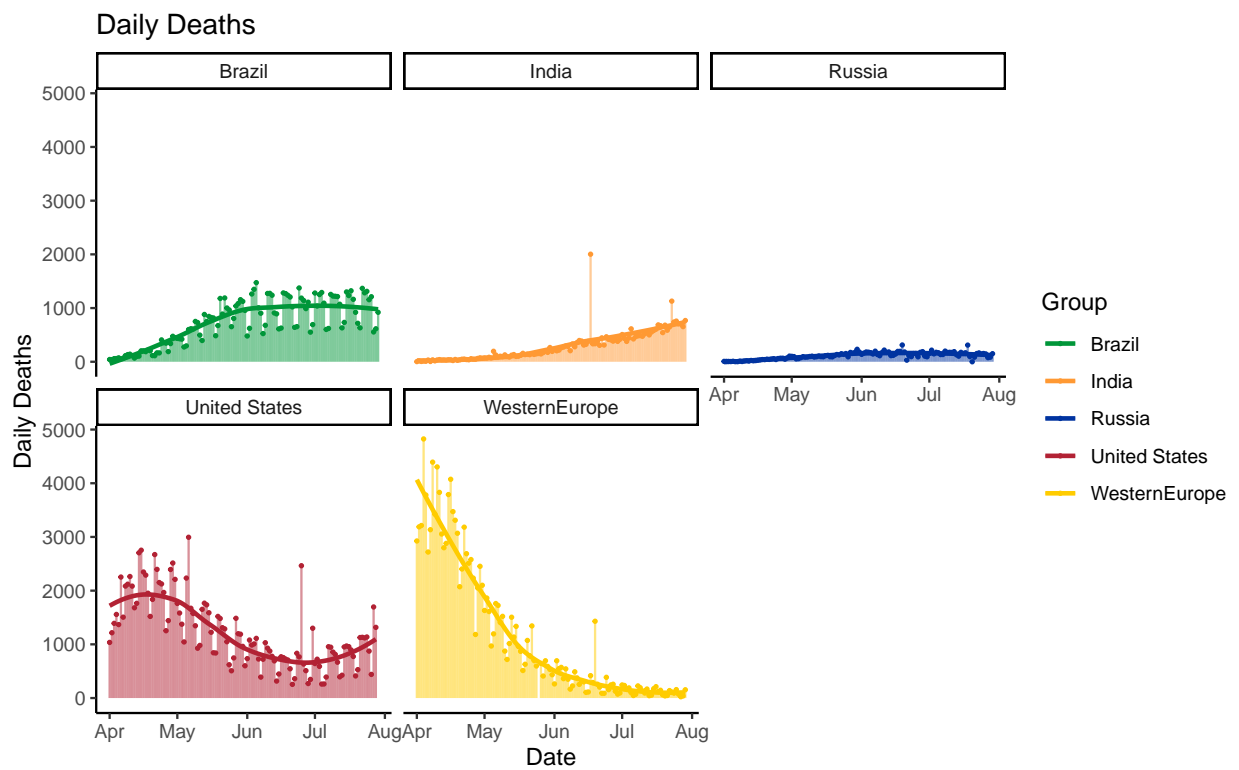 Daily Deaths
Brazil
India
Russia
5000
4000
3000
2000
1000
0
Apr May Jun Jul Aug
United States
WesternEurope
5000
4000
3000
2000
1000
0
Apr May Jun Jul Aug
Apr May Jun Jul Aug
Date
Daily Deaths
Group
Brazil
India
Russia
United States
WesternEurope